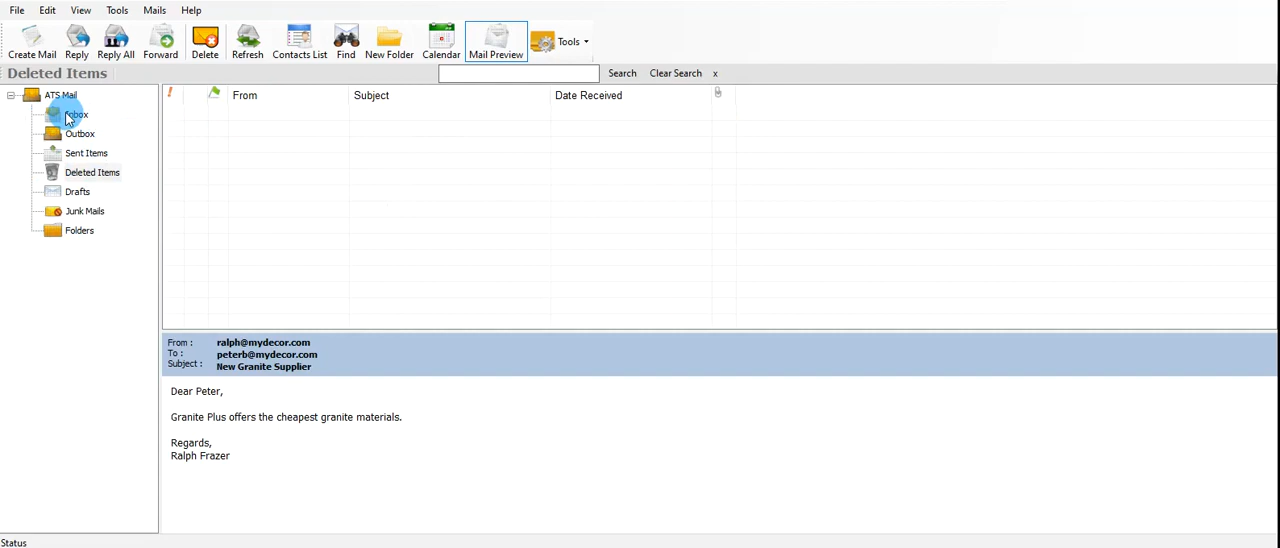 File Edit View Tools Mails Help
Create Mail Reply Reply All Forward Delete Refresh Contacts List Find New Folder Calendar Mail Preview Tools
Deleted Items Search Clear Search x
ATS Mail
From Subject Date Received
Inbox
Outbox
Sent Items
Deleted Items
Drafts
Junk Mails
Folders
From : ralph@mydecor.com
To : peterb@mydecor.com
Subject : New Granite Supplier
Dear Peter,
Granite Plus offers the cheapest granite materials.
Regards,
Ralph Frazer
Status